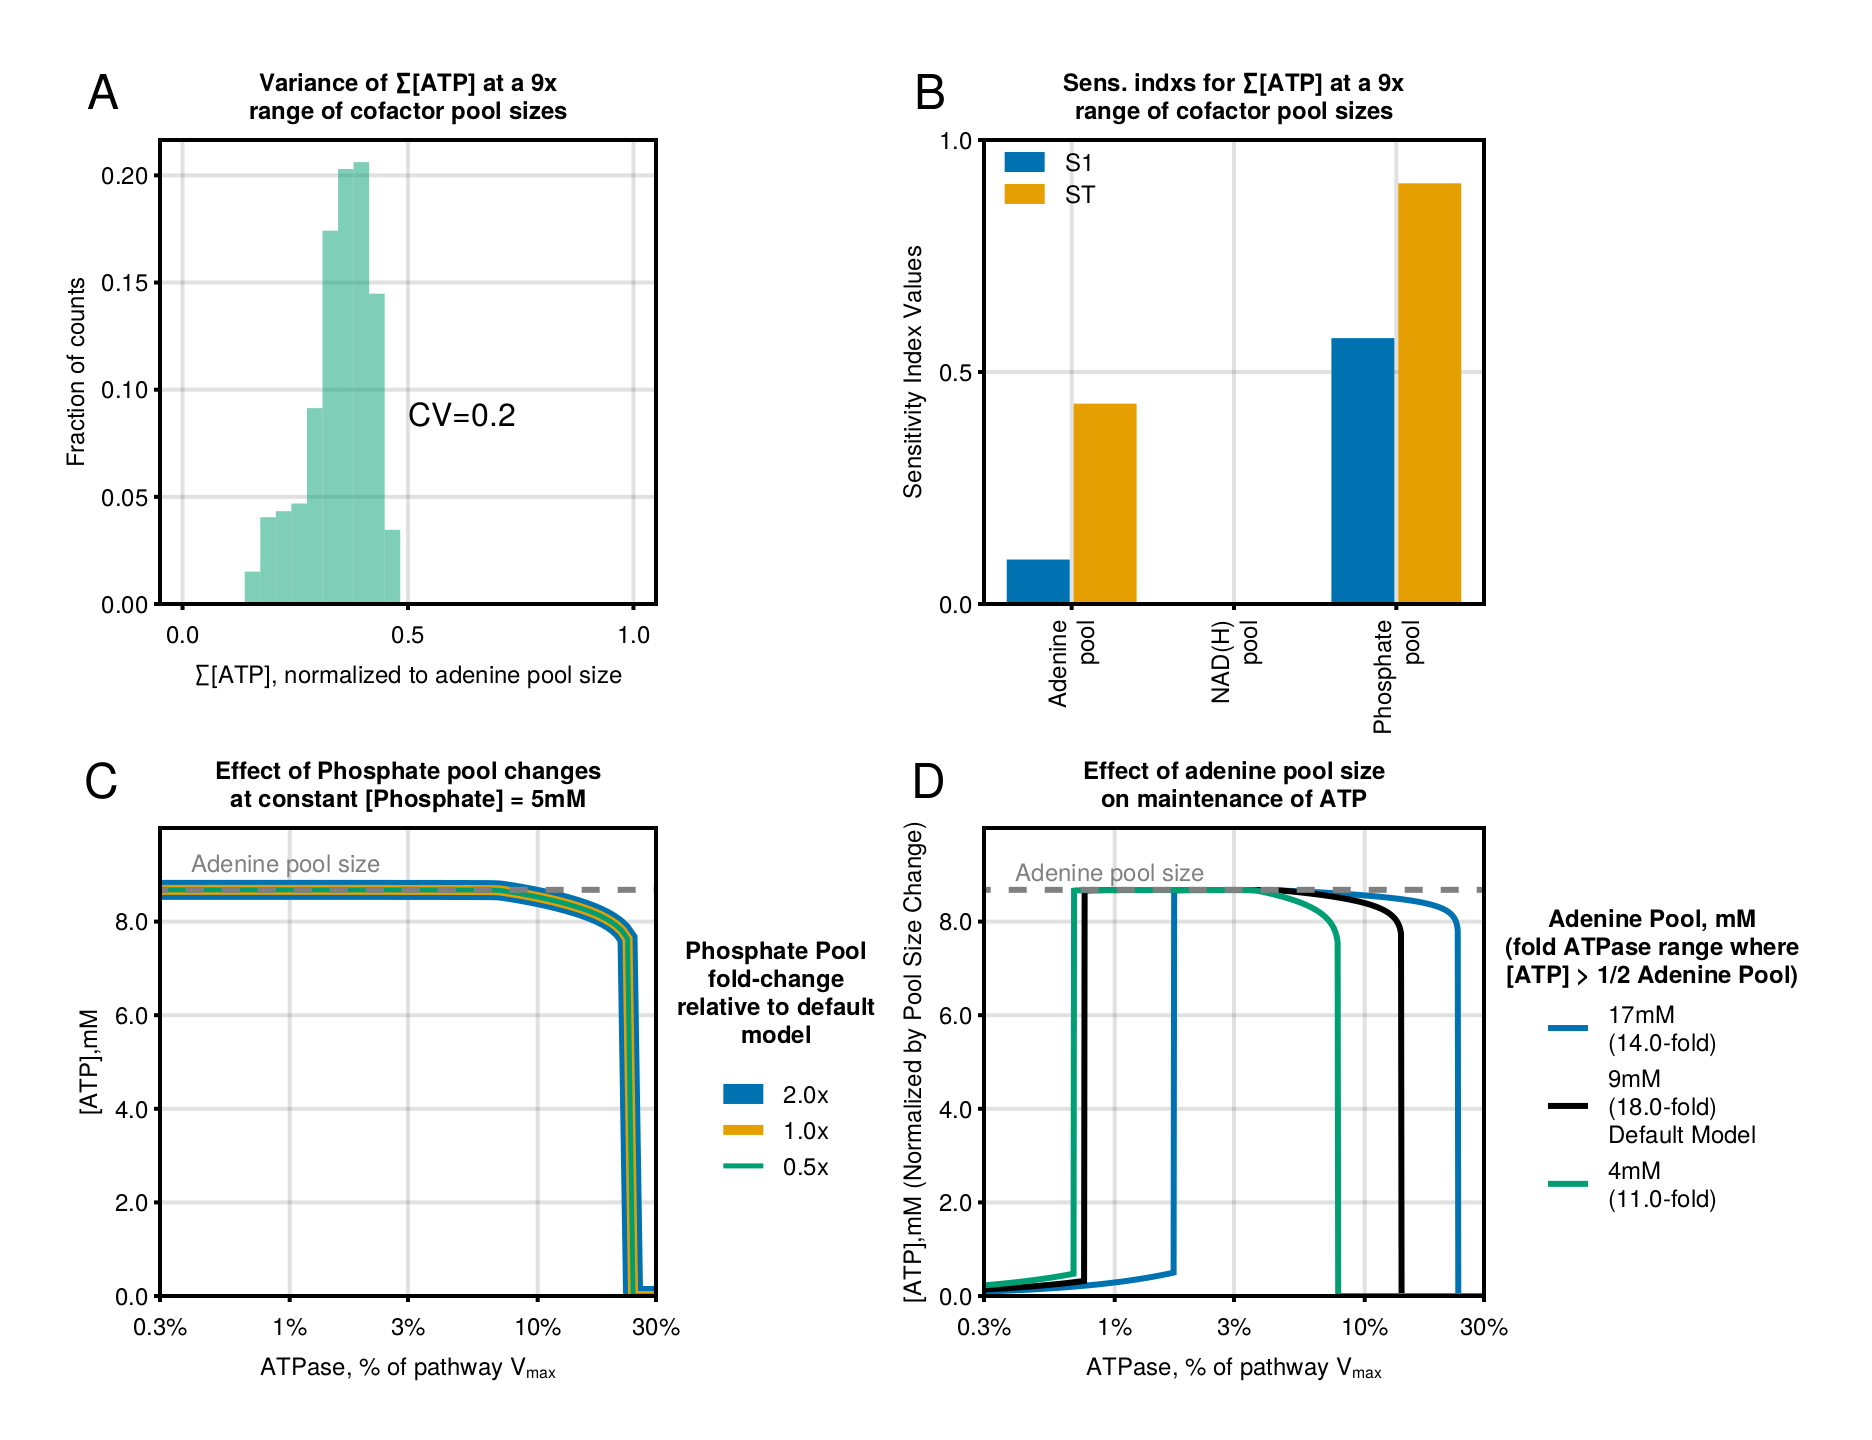 A
Variance of Σ[ATP] at a 9x
range of cofactor pool sizes
Fraction of counts
0.20
0.15
0.10
0.05
0.00
CV=0.2
0.0
0.5
1.0
Σ[ATP], normalized to adenine pool size
B
Sens. indxs for Σ[ATP] at a 9x
range of cofactor pool sizes
Sensitivity Index Values
1.0
0.5
0.0
S1
ST
Adenine
pool
NAD(H)
pool
Phosphate
pool
C
Effect of Phosphate pool changes
at constant [Phosphate] = 5mM
Adenine pool size
[ATP],mM
8.0
6.0
4.0
2.0
0.0
0.3%
1%
3%
10%
30%
ATPase, % of pathway Vmax
Phosphate Pool
fold-change
relative to default
model
2.0x
1.0x
0.5x
D
Effect of adenine pool size
on maintenance of ATP
Adenine pool size
[ATP],mM (Normalized by Pool Size Change)
8.0
6.0
4.0
2.0
0.0
0.3%
1%
3%
10%
30%
ATPase, % of pathway Vmax
Adenine Pool, mM
(fold ATPase range where
[ATP] > 1/2 Adenine Pool)
17mM
(14.0-fold)
9mM
(18.0-fold)
Default Model
4mM
(11.0-fold)